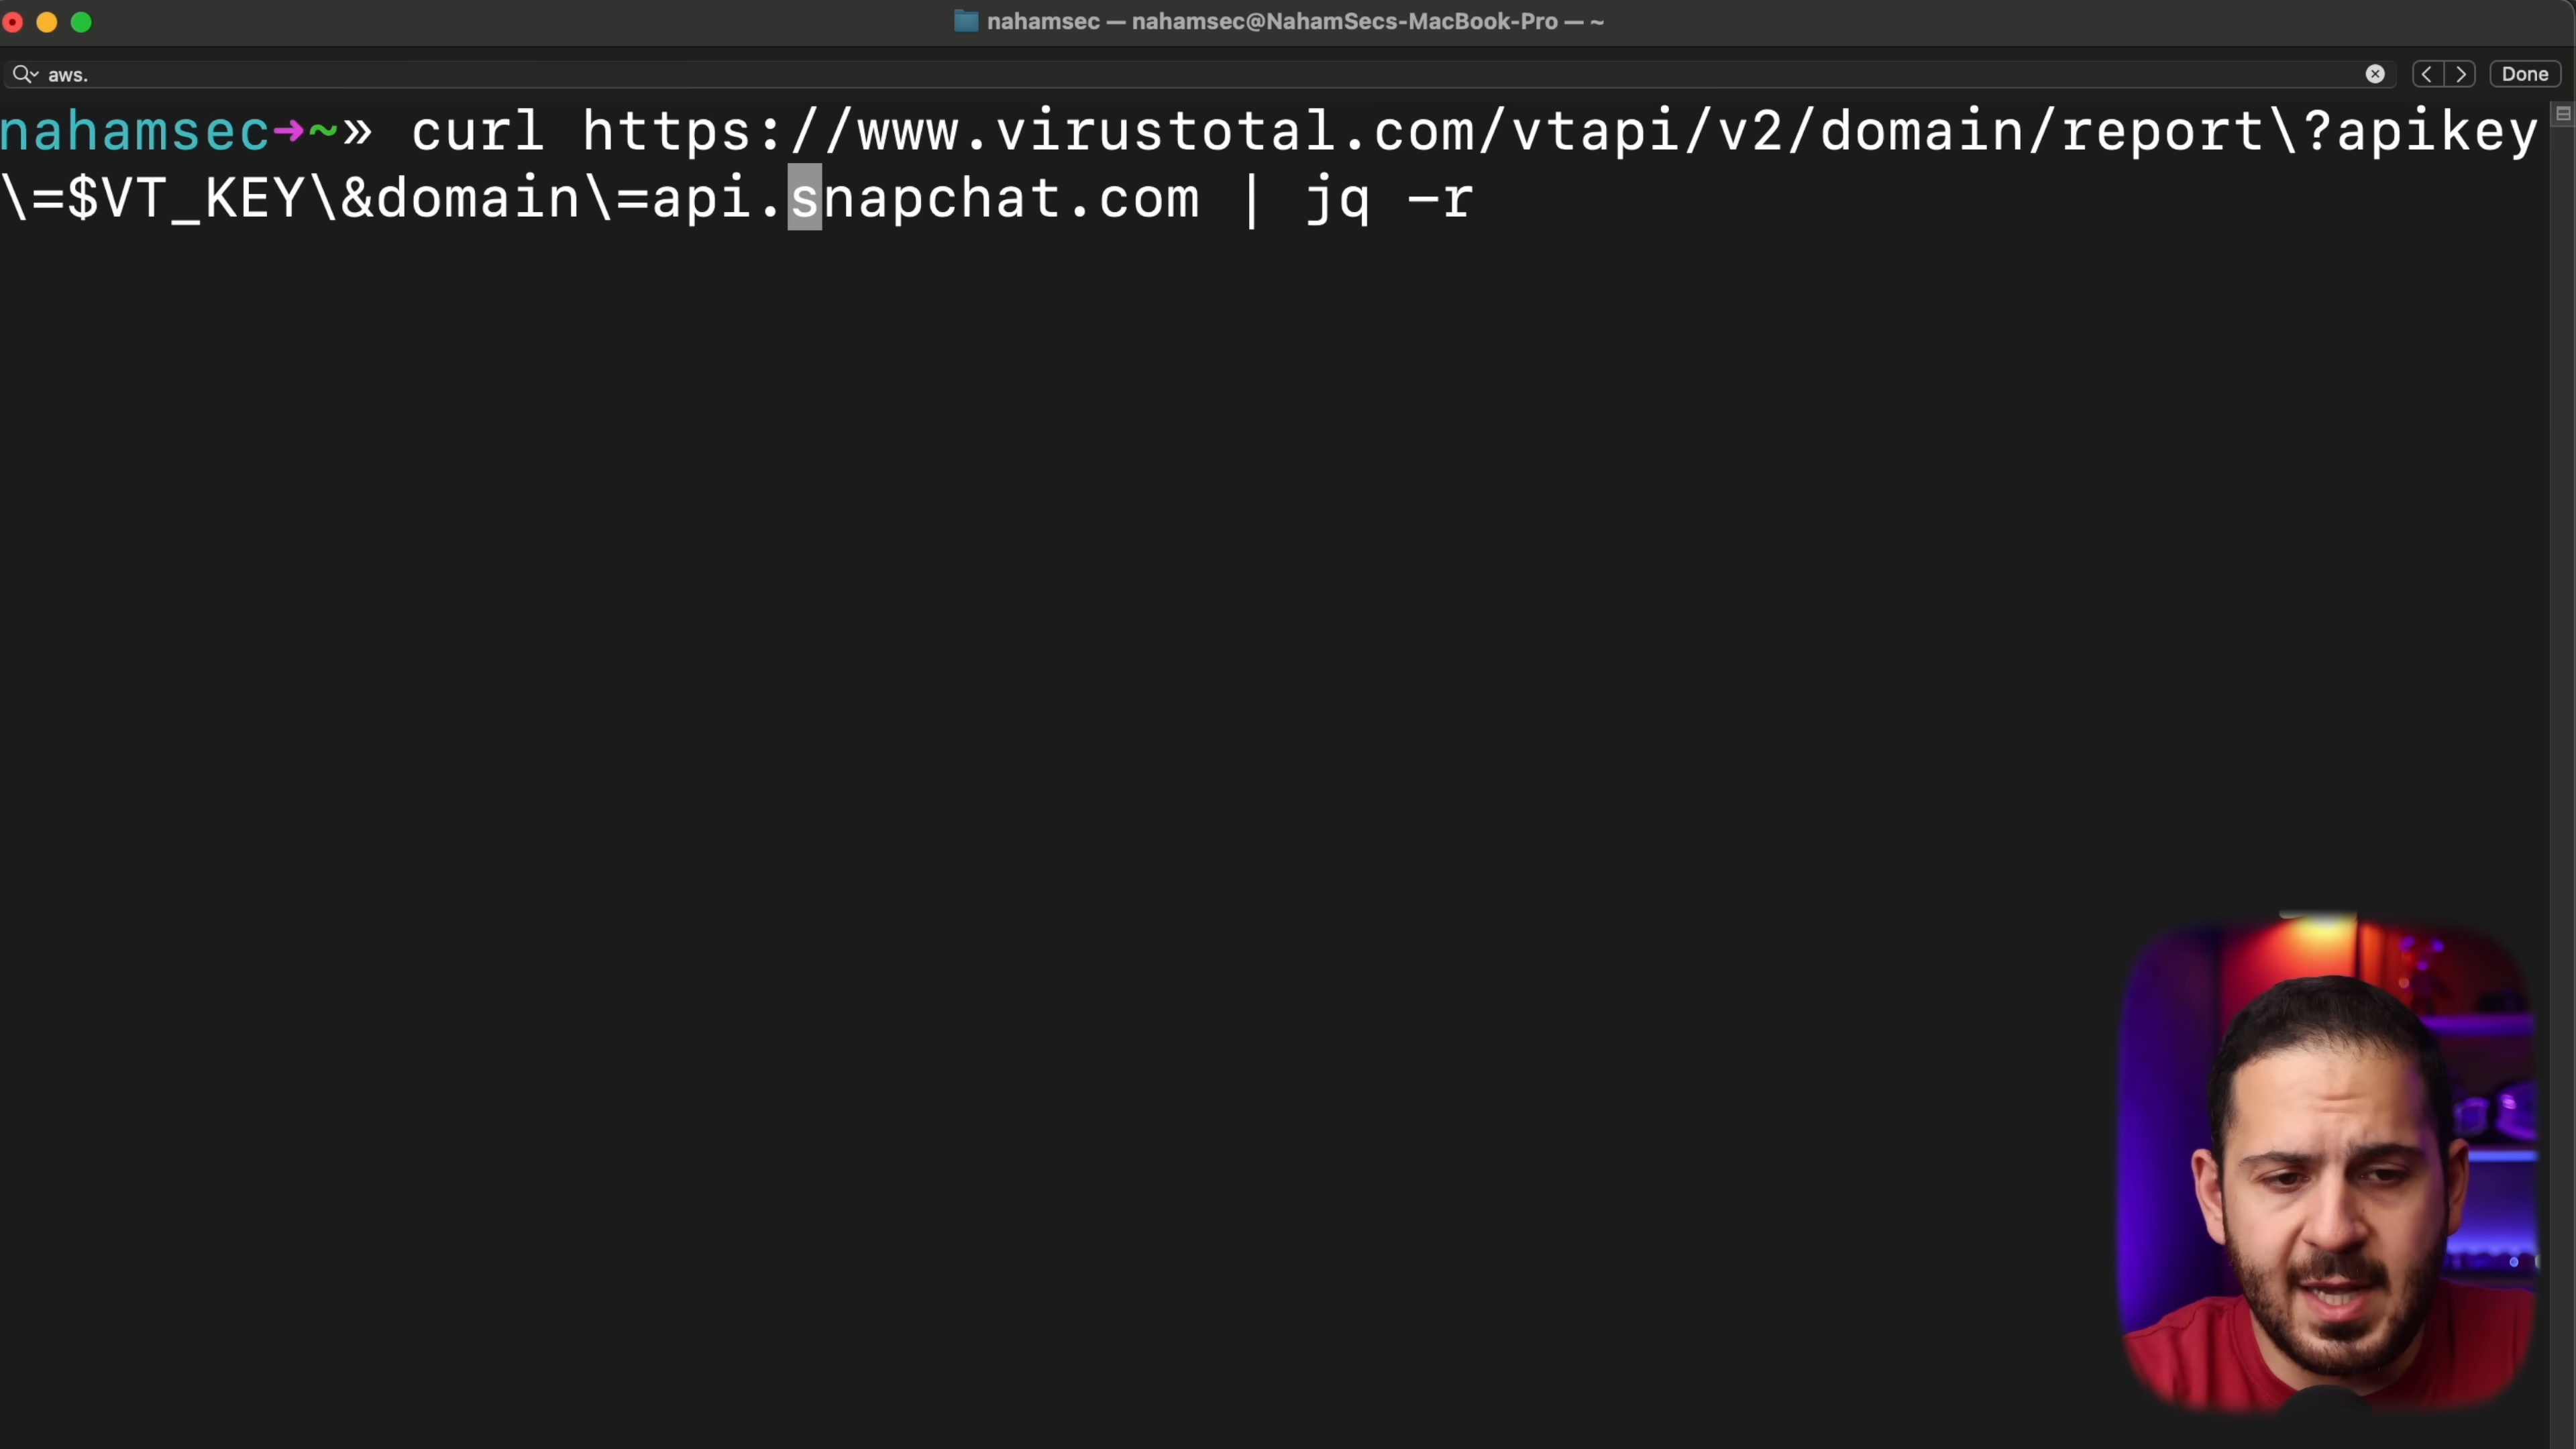 nahamsec — nahamsec@NahamSecs-MacBook-Pro — ~
aws.
Done
nahamsec➜~» curl https://www.virustotal.com/vtapi/v2/domain/report\?apikey
\=$VT_KEY\&domain\=api.snapchat.com | jq -r